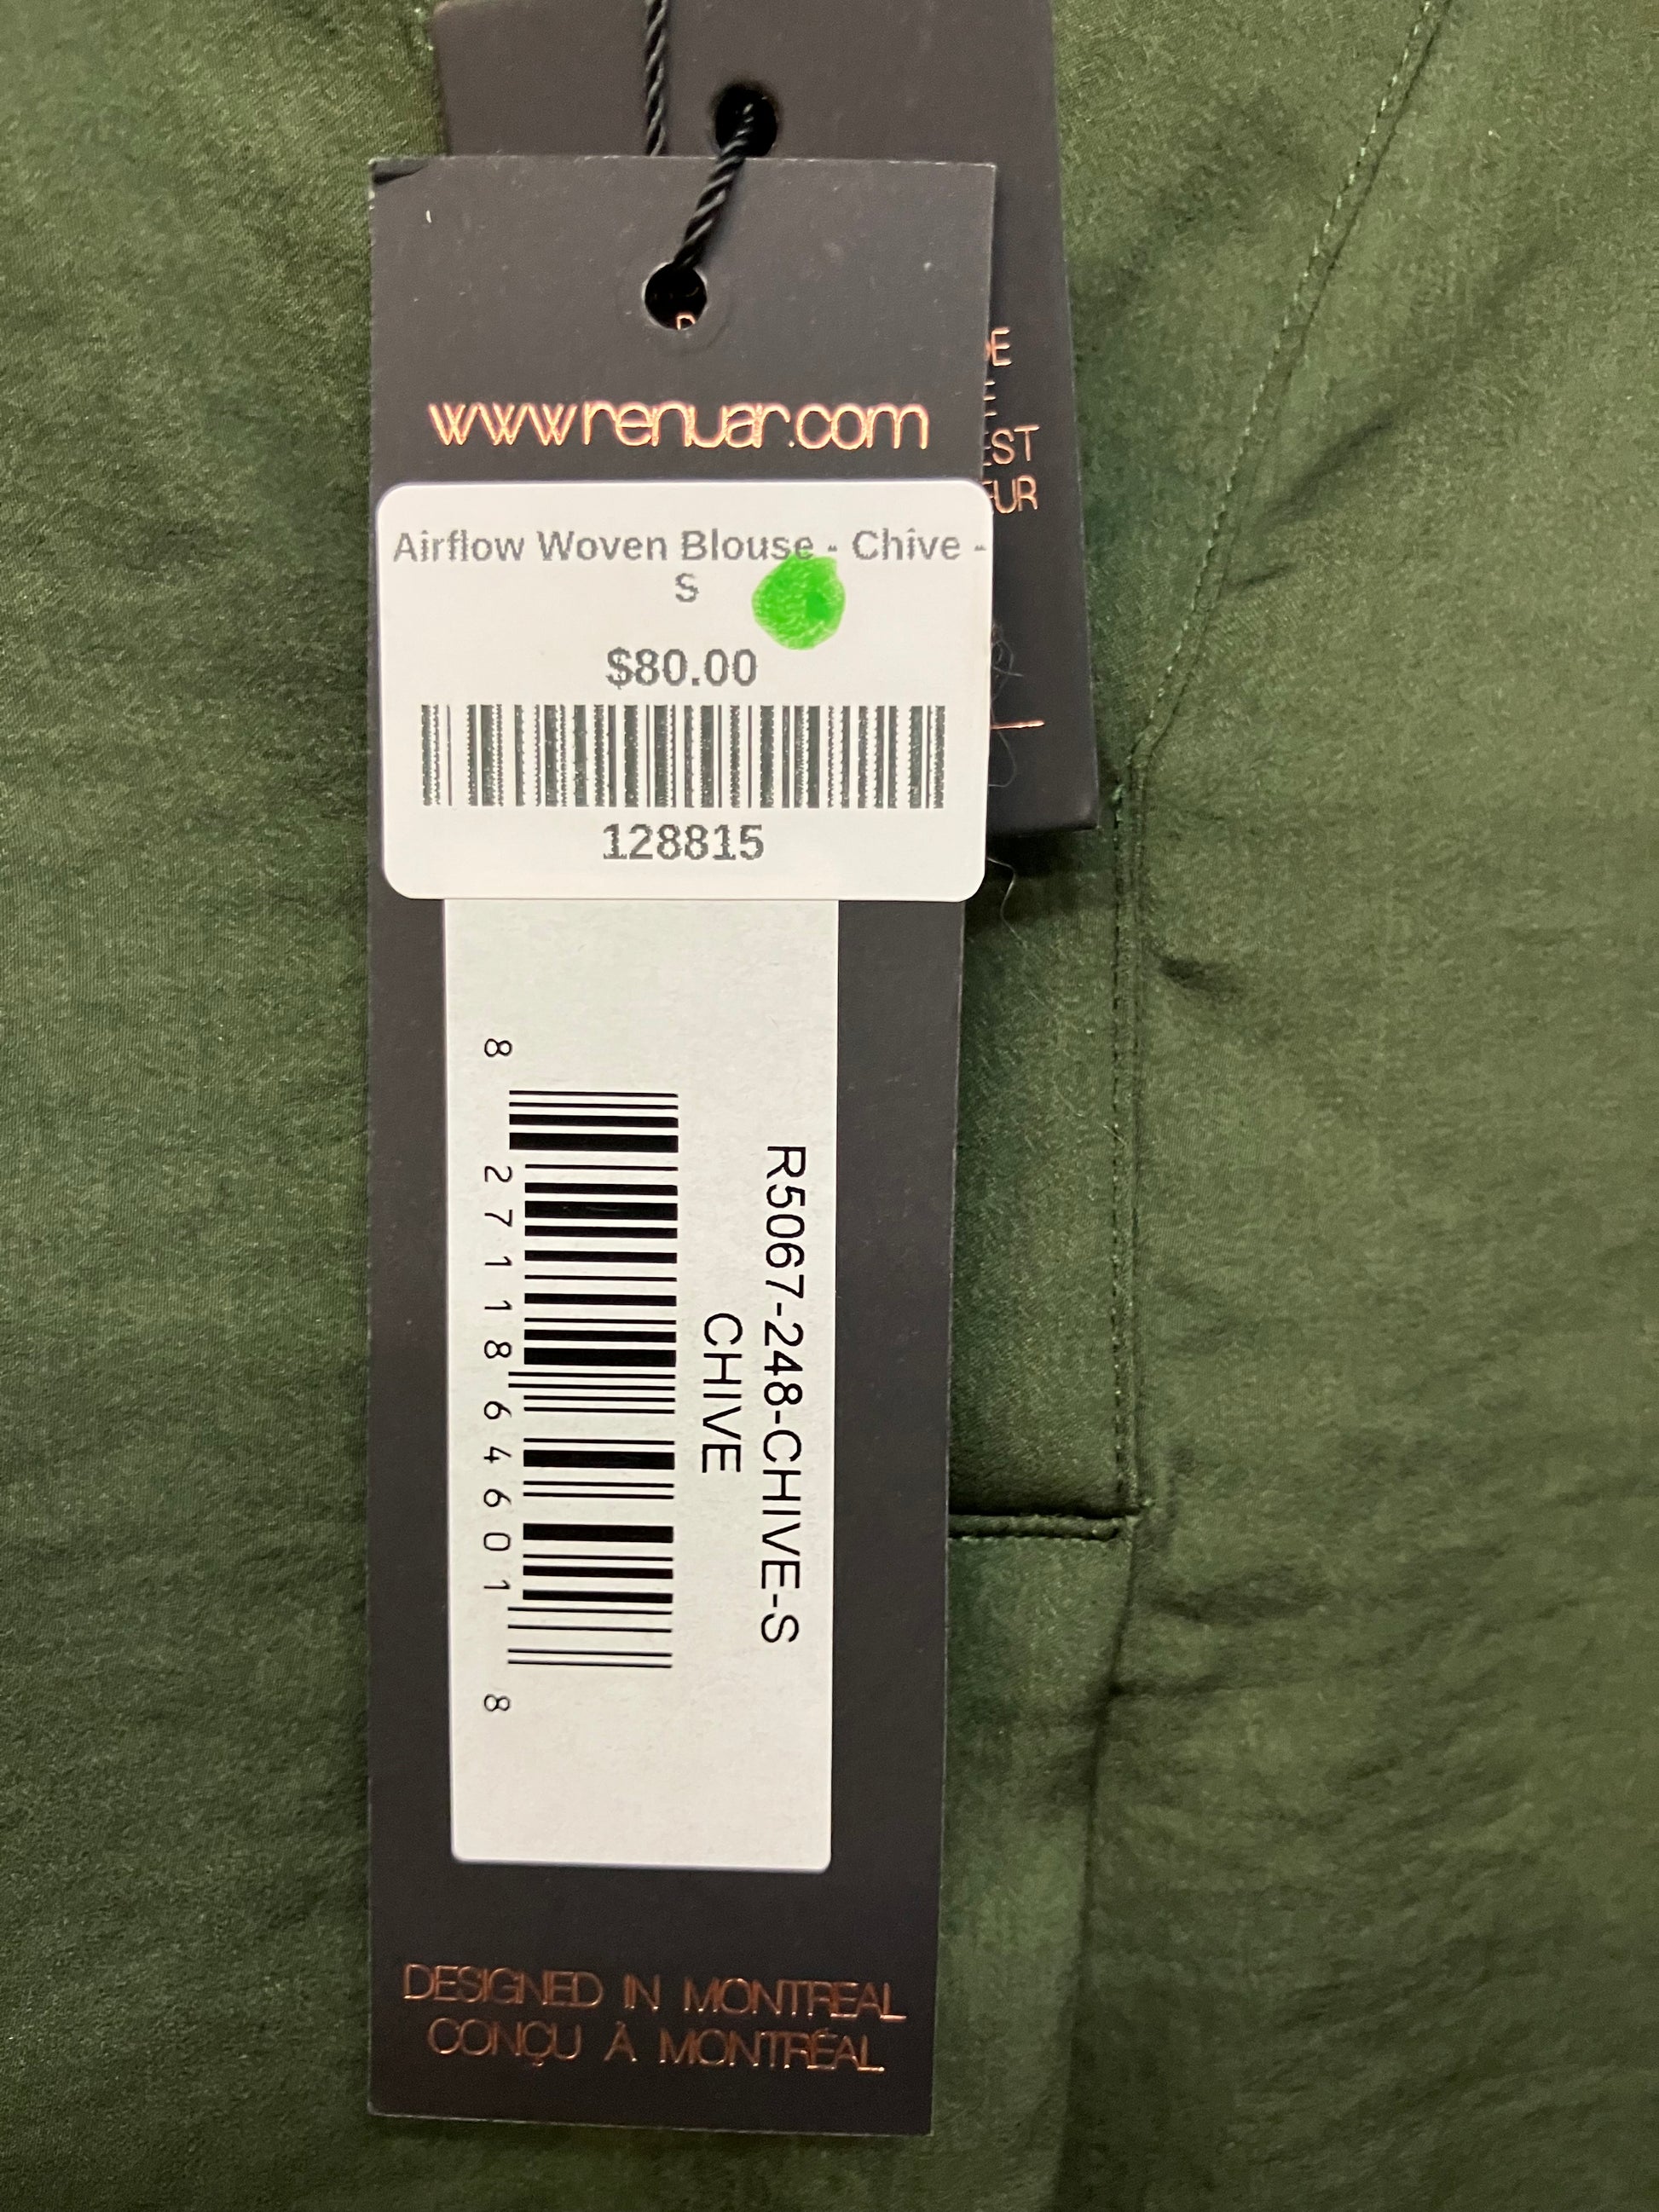 www.renuar.com
Airflow Woven Blouse - Chive -
S
$80.00
128815
R5067-248-CHIVE-S
CHIVE
8 27118 64601 8
DESIGNED IN MONTREAL
CONÇU À MONTRÉAL